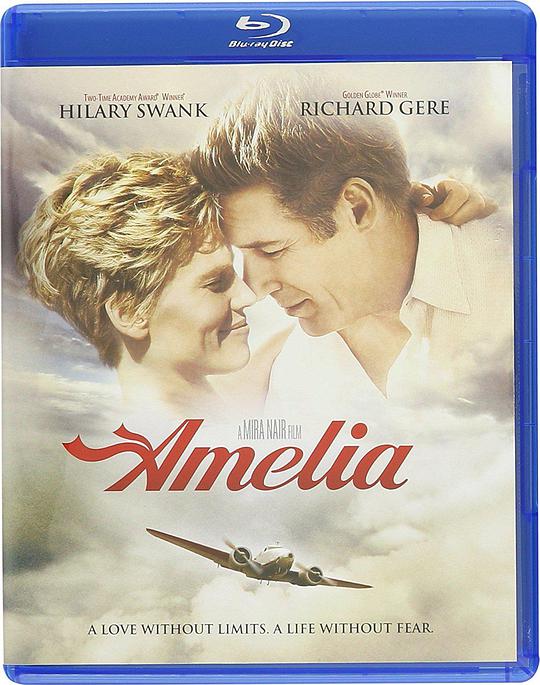 Blu-ray Disc
TWO-TIME ACADEMY AWARD® WINNER
HILARY SWANK
GOLDEN GLOBE® WINNER
RICHARD GERE
A MIRA NAIR FILM
Amelia
A LOVE WITHOUT LIMITS. A LIFE WITHOUT FEAR.